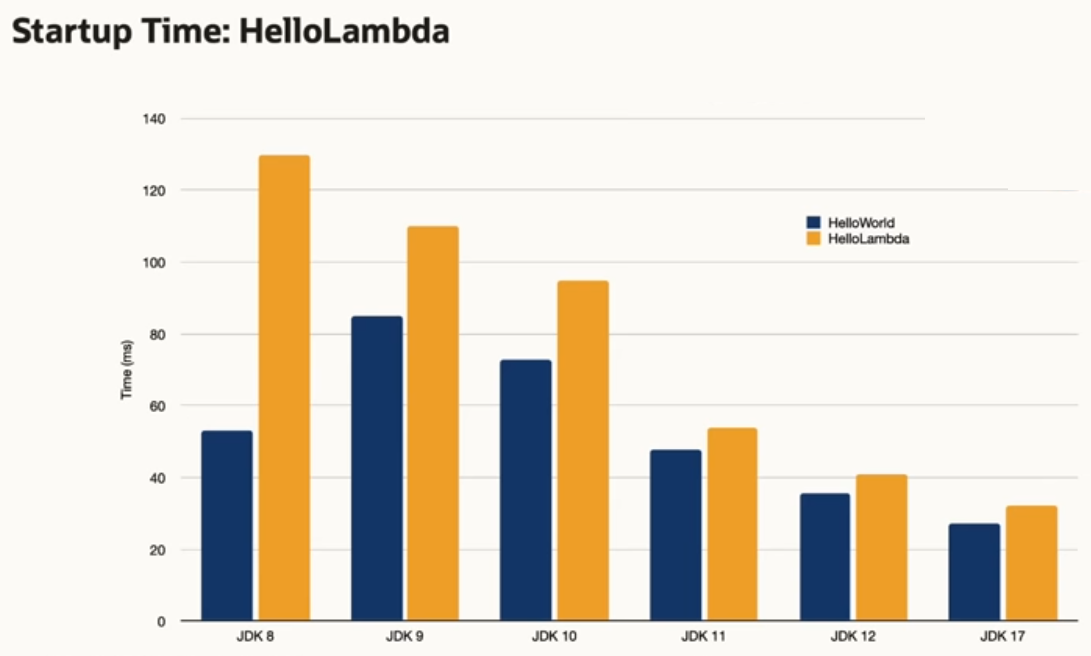 Startup Time: HelloLambda
140
120
HelloWorld
HelloLambda
100
80
Time (ms)
60
40
20
0
JDK 8 JDK 9 JDK 10 JDK 11 JDK 12 JDK 17